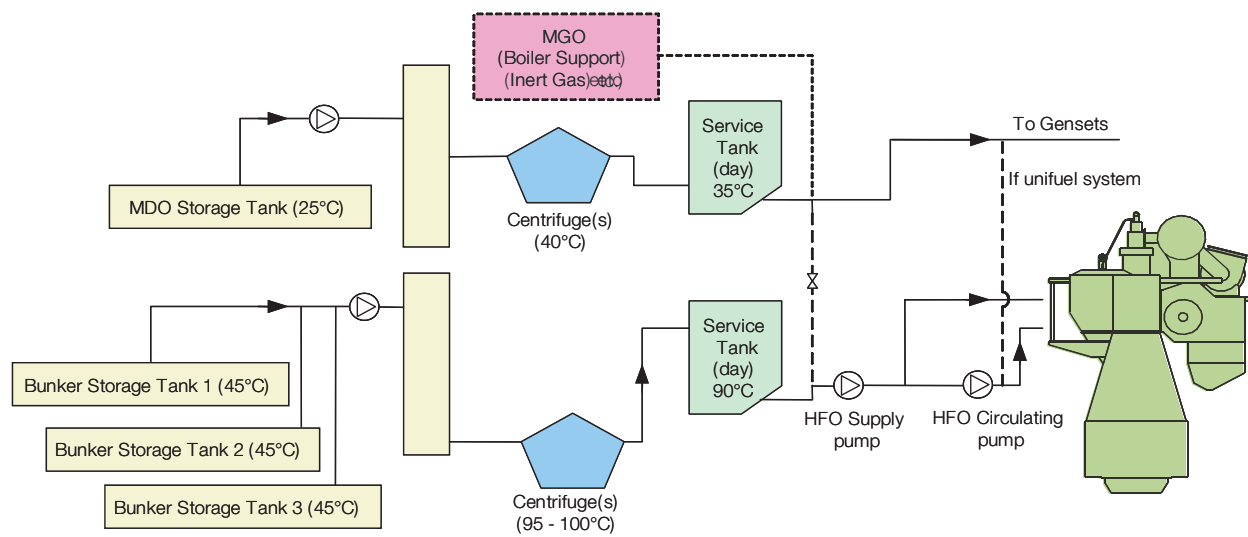 MGO
(Boiler Support)
(Inert Gas) etc.
MDO Storage Tank (25°C)
Centrifuge(s)
(40°C)
Service
Tank
(day)
35°C
To Gensets
If unifuel system
Bunker Storage Tank 1 (45°C)
Bunker Storage Tank 2 (45°C)
Bunker Storage Tank 3 (45°C)
Centrifuge(s)
(95 - 100°C)
Service
Tank
(day)
90°C
HFO Supply
pump
HFO Circulating
pump